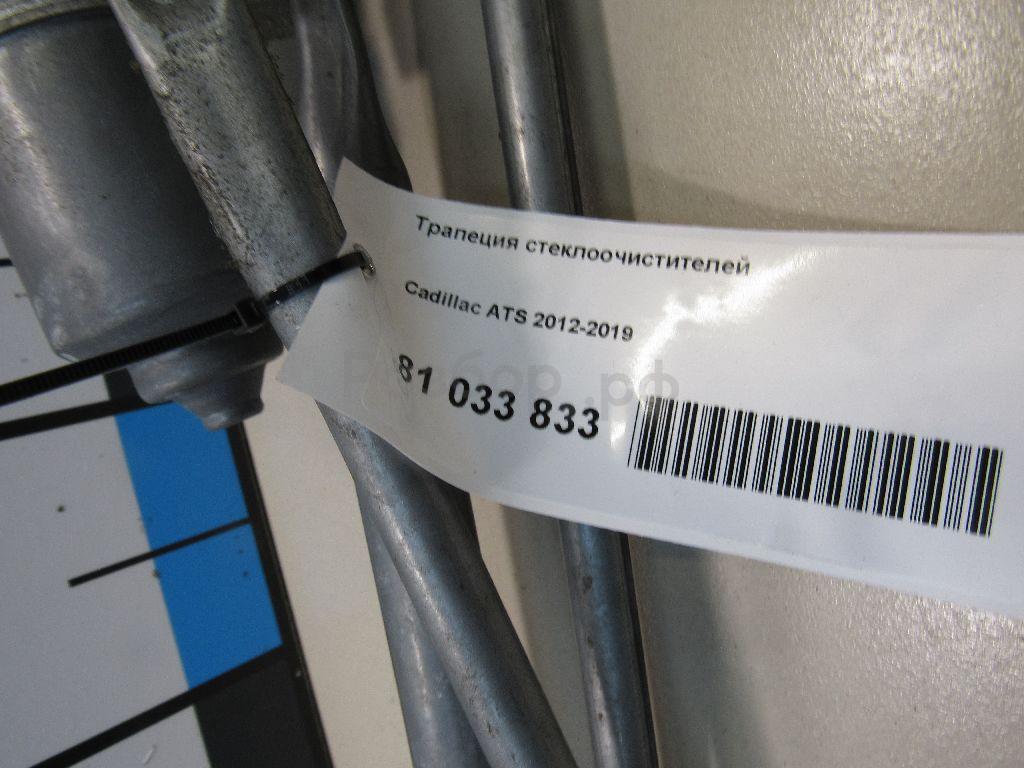 Трапеция стеклоочистителей
Cadillac ATS 2012-2019
81 033 833